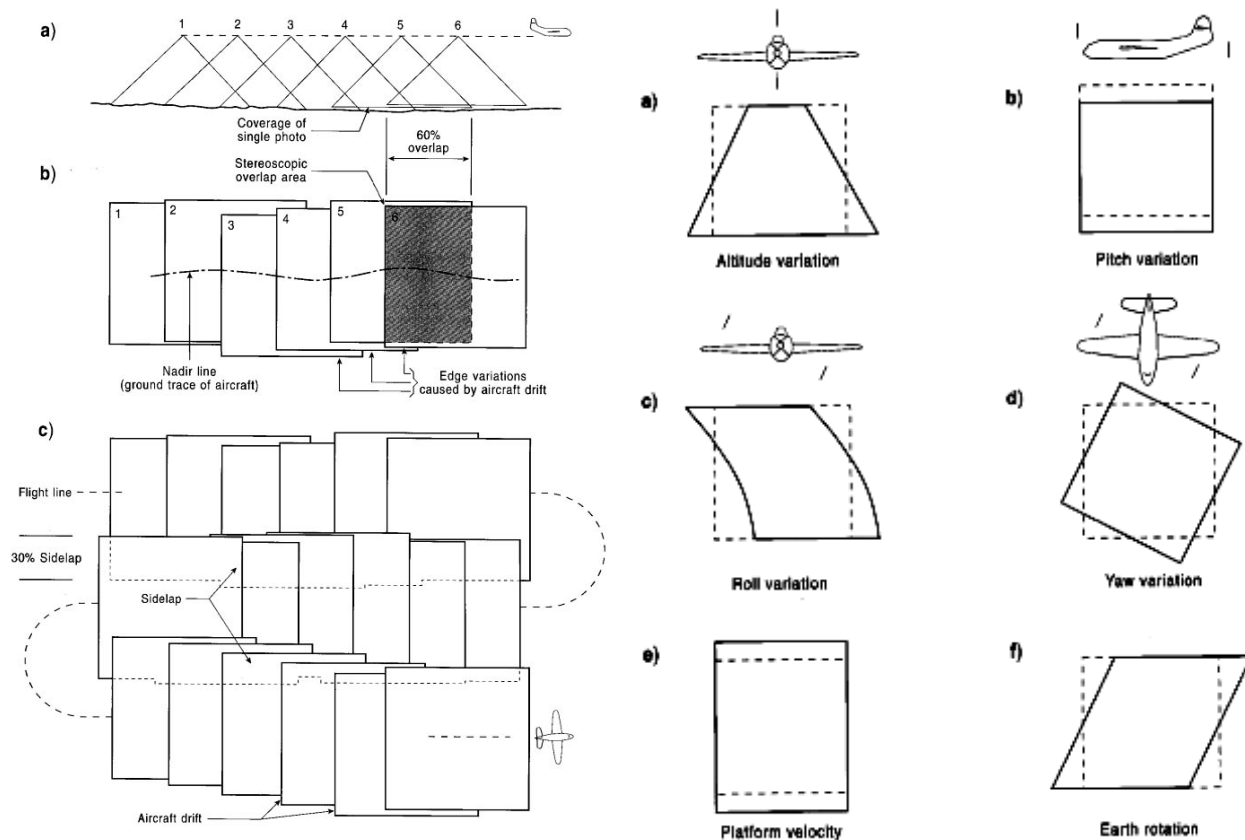 a)
1 2 3 4 5 6
Coverage of
single photo
60%
overlap
Stereoscopic
overlap area
b)
1
2
3
4
5
6
Nadir line
(ground trace of aircraft)
Edge variations
caused by aircraft drift
c)
Flight line
30% Sidelap
Sidelap
Aircraft drift
a)
Altitude variation
b)
Pitch variation
c)
Roll variation
d)
Yaw variation
e)
Platform velocity
f)
Earth rotation